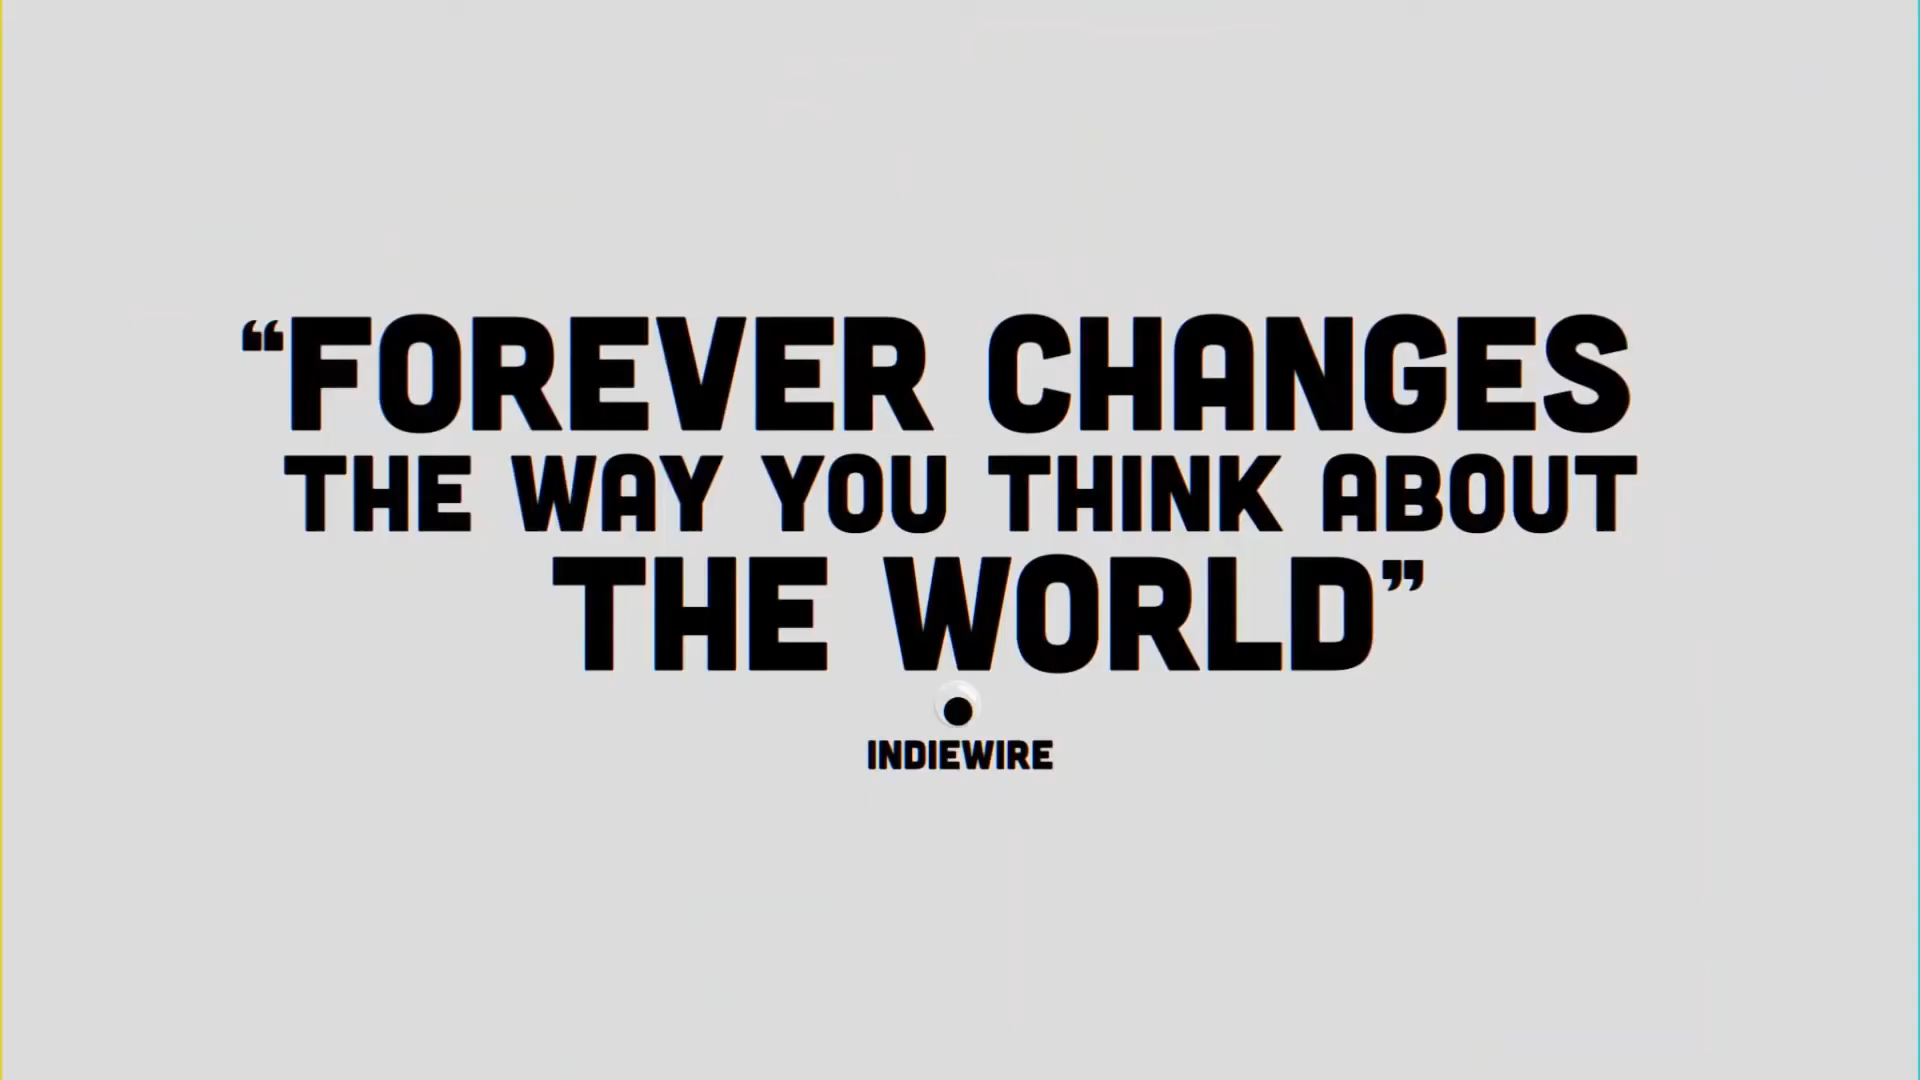 “FOREVER CHANGES
THE WAY YOU THINK ABOUT
THE WORLD”
INDIEWIRE